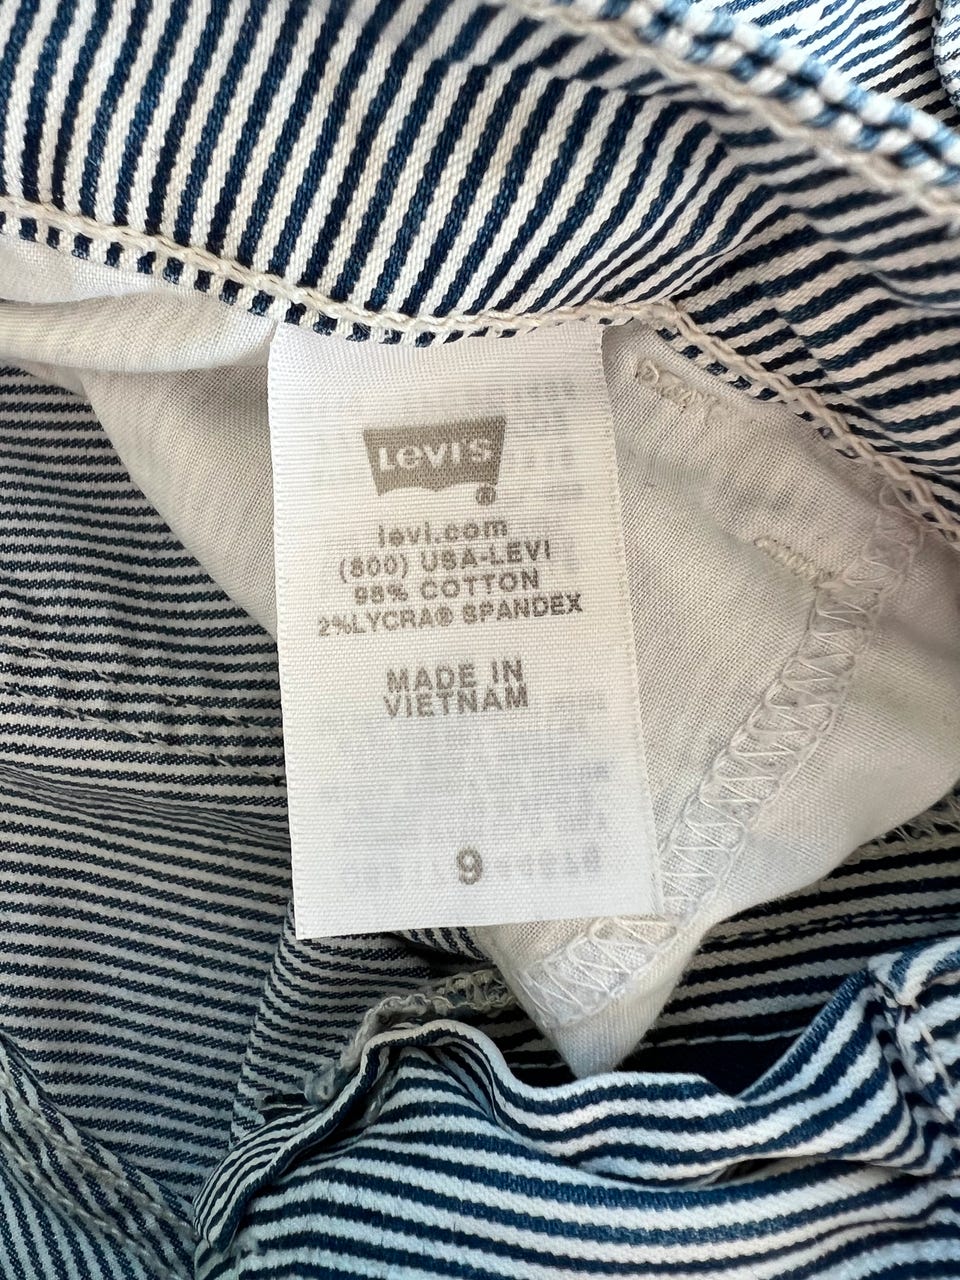 Levi's
®
levi.com
(800) USA-LEVI
98% COTTON
2%LYCRA® SPANDEX
MADE IN
VIETNAM
9